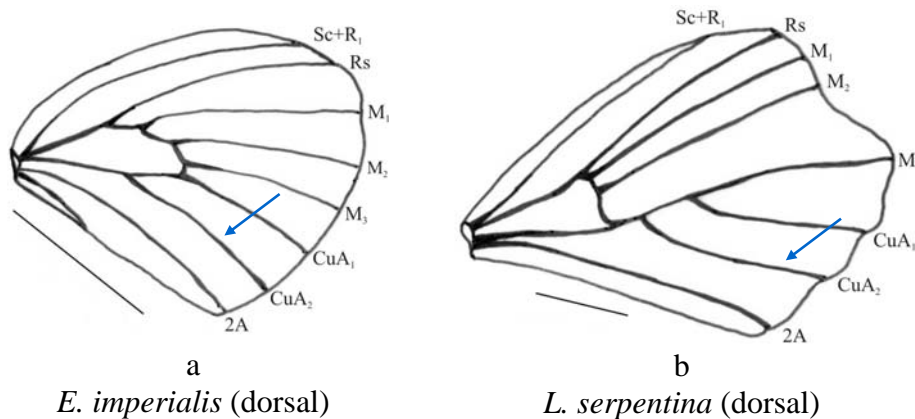 Sc+R₁
Rs
M₁
M₂
M₃
CuA₁
CuA₂
2A
a
E. imperialis (dorsal)
Sc+R₁
Rs
M₁
M₂
M
CuA₁
CuA₂
2A
b
L. serpentina (dorsal)